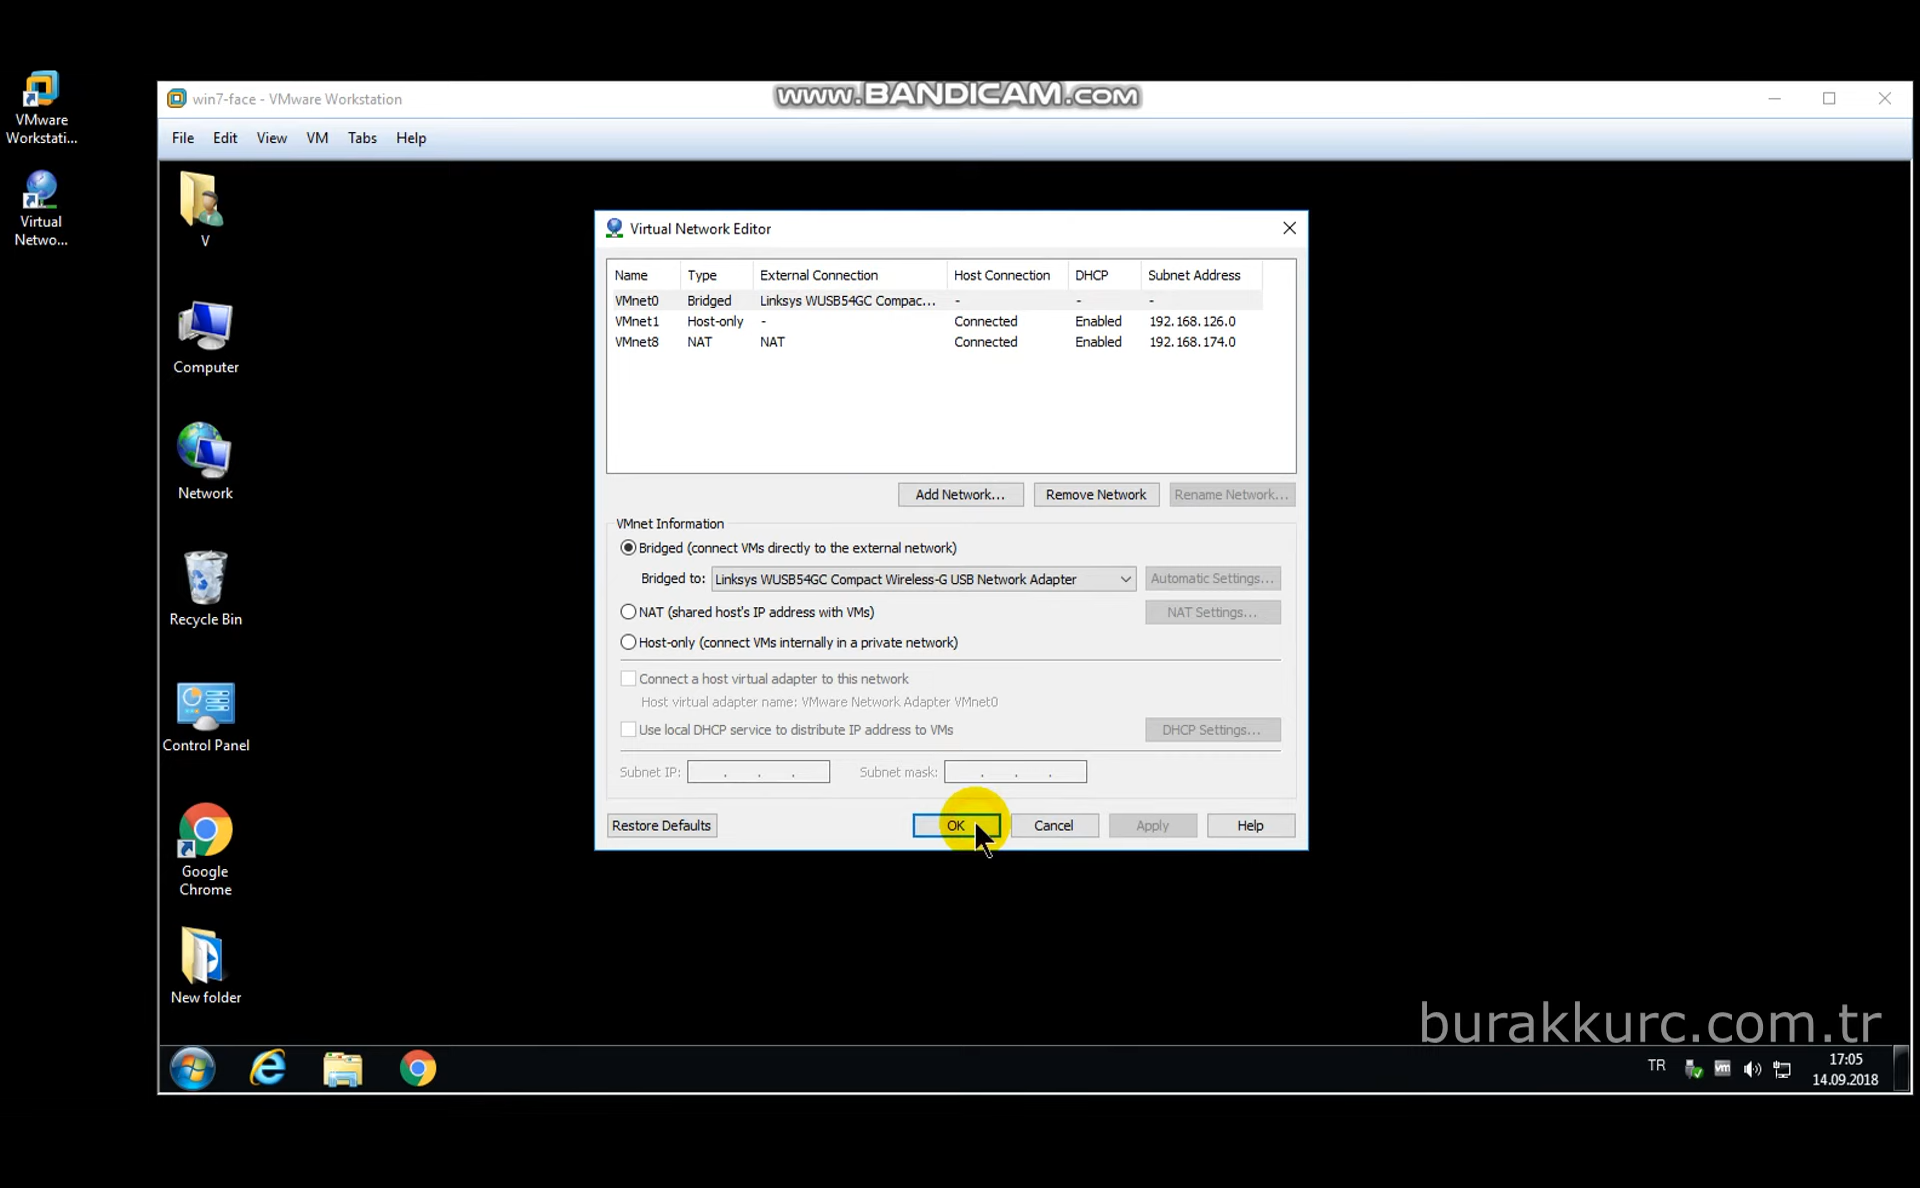 www.BANDICAM.com
VMware
Workstati...
Virtual
Netwo...
win7-face - VMware Workstation
File Edit View VM Tabs Help
V
Computer
Network
Recycle Bin
Control Panel
Google
Chrome
New folder
Virtual Network Editor
Name Type External Connection Host Connection DHCP Subnet Address
VMnet0 Bridged Linksys WUSB54GC Compac... - - -
VMnet1 Host-only - Connected Enabled 192.168.126.0
VMnet8 NAT NAT Connected Enabled 192.168.174.0
Add Network... Remove Network Rename Network...
VMnet Information
Bridged (connect VMs directly to the external network)
Bridged to: Linksys WUSB54GC Compact Wireless-G USB Network Adapter Automatic Settings...
NAT (shared host's IP address with VMs) NAT Settings...
Host-only (connect VMs internally in a private network)
Connect a host virtual adapter to this network
Host virtual adapter name: VMware Network Adapter VMnet0
Use local DHCP service to distribute IP address to VMs DHCP Settings...
Subnet IP: . . . Subnet mask: . . .
Restore Defaults OK Cancel Apply Help
burakkurc.com.tr
TR vm 17:05
14.09.2018